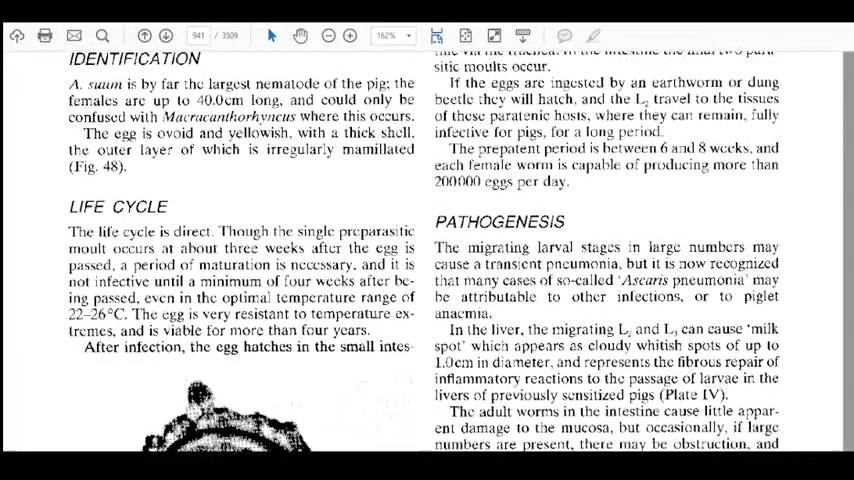 941 / 3509
162%
IDENTIFICATION
A. suum is by far the largest nematode of the pig; the
females are up to 40.0cm long, and could only be
confused with Macracanthorhyncus where this occurs.
The egg is ovoid and yellowish, with a thick shell,
the outer layer of which is irregularly mamillated
(Fig. 48).
LIFE CYCLE
The life cycle is direct. Though the single preparasitic
moult occurs at about three weeks after the egg is
passed, a period of maturation is necessary, and it is
not infective until a minimum of four weeks after be-
ing passed, even in the optimal temperature range of
22–26°C. The egg is very resistant to temperature ex-
tremes, and is viable for more than four years.
After infection, the egg hatches in the small intes-
tine via the trachea. In the intestine the final two para-
sitic moults occur.
If the eggs are ingested by an earthworm or dung
beetle they will hatch, and the L2 travel to the tissues
of these paratenic hosts, where they can remain, fully
infective for pigs, for a long period.
The prepatent period is between 6 and 8 weeks, and
each female worm is capable of producing more than
200000 eggs per day.
PATHOGENESIS
The migrating larval stages in large numbers may
cause a transient pneumonia, but it is now recognized
that many cases of so-called 'Ascaris pneumonia' may
be attributable to other infections, or to piglet
anaemia.
In the liver, the migrating L2 and L3 can cause 'milk
spot' which appears as cloudy whitish spots of up to
1.0cm in diameter, and represents the fibrous repair of
inflammatory reactions to the passage of larvae in the
livers of previously sensitized pigs (Plate IV).
The adult worms in the intestine cause little appar-
ent damage to the mucosa, but occasionally, if large
numbers are present, there may be obstruction, and